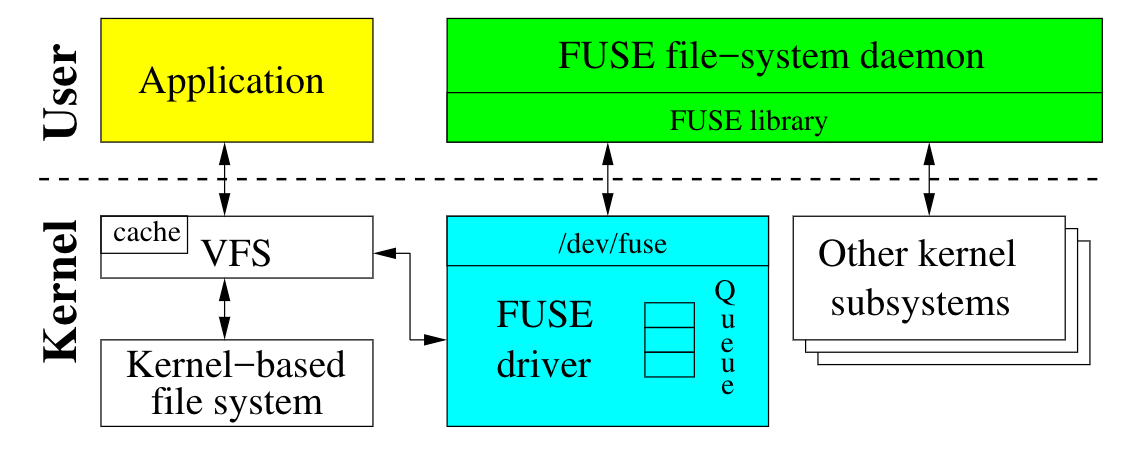 User
Application
FUSE file−system daemon
FUSE library
Kernel
cache
VFS
Kernel−based
file system
/dev/fuse
FUSE
driver
Queue
Other kernel
subsystems